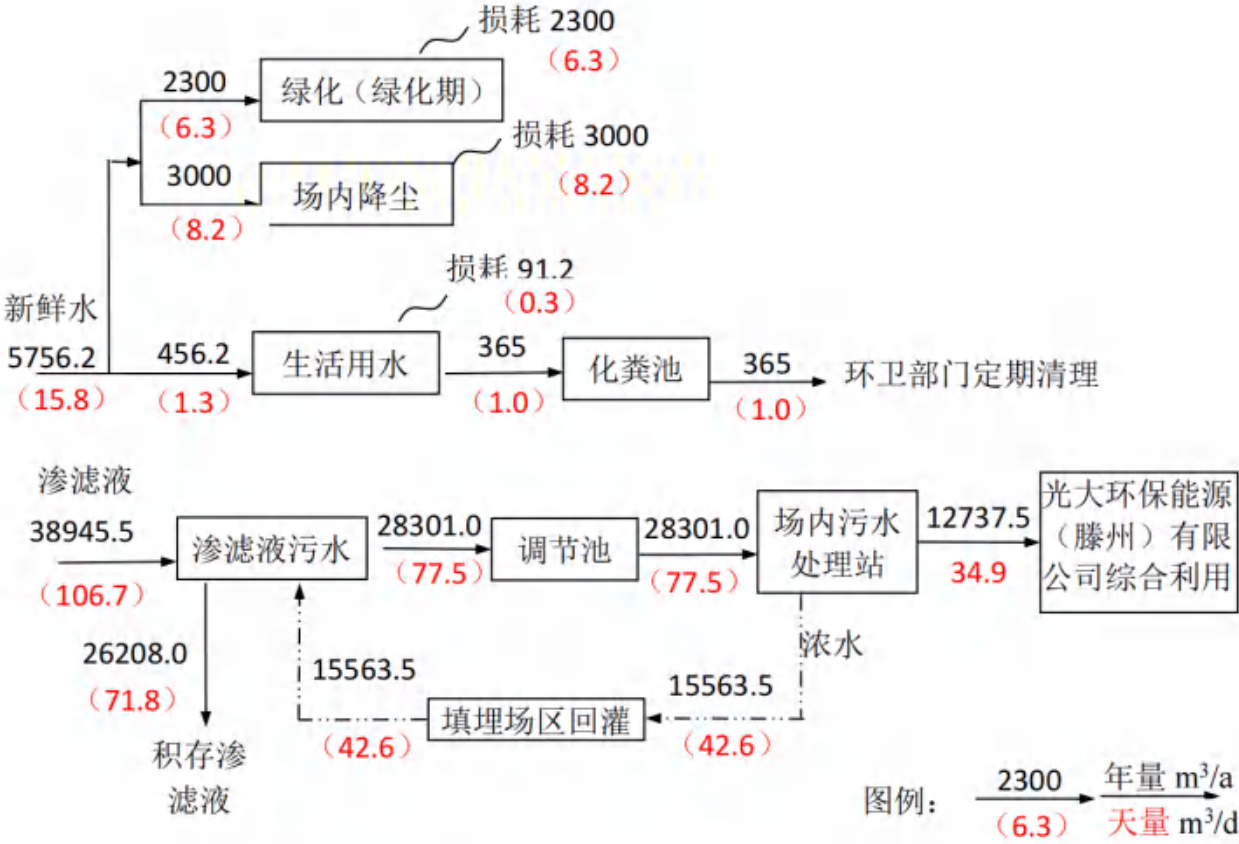 损耗 2300
（6.3）
2300
（6.3）
绿化（绿化期）
损耗 3000
（8.2）
3000
（8.2）
场内降尘
新鲜水
5756.2
（15.8）
456.2
（1.3）
生活用水
损耗 91.2
（0.3）
365
（1.0）
化粪池
365
（1.0）
环卫部门定期清理
渗滤液
38945.5
（106.7）
渗滤液污水
28301.0
（77.5）
调节池
28301.0
（77.5）
场内污水
处理站
12737.5
34.9
光大环保能源
（滕州）有限
公司综合利用
26208.0
（71.8）
积存渗
滤液
浓水
15563.5
（42.6）
填埋场区回灌
15563.5
（42.6）
图例：
2300
（6.3）
年量 m³/a
天量 m³/d